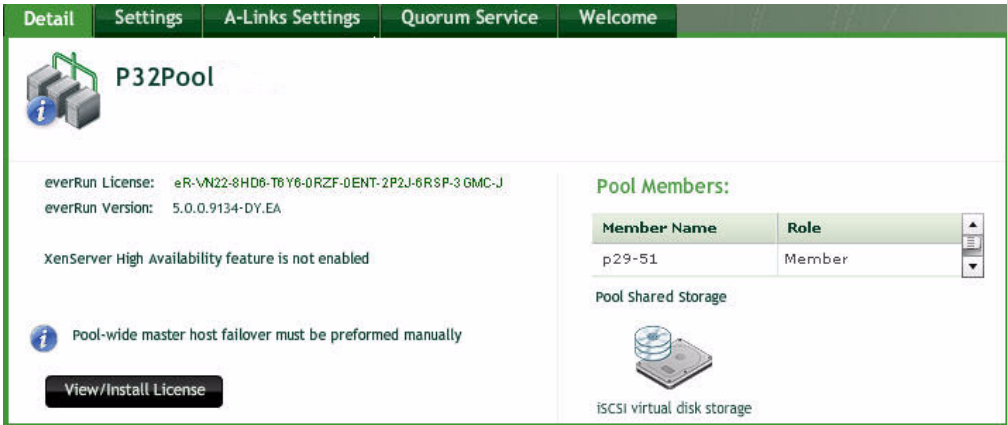 Detail Settings A-Links Settings Quorum Service Welcome
P32Pool
everRun License: eR-VN22-8HD6-T6Y6-0RZF-0ENT-2P2J-6RSP-3GMC-J
everRun Version: 5.0.0.9134-DY.EA
XenServer High Availability feature is not enabled
Pool-wide master host failover must be preformed manually
View/Install License
Pool Members:
Member Name Role
p29-51 Member
Pool Shared Storage
iSCSI virtual disk storage